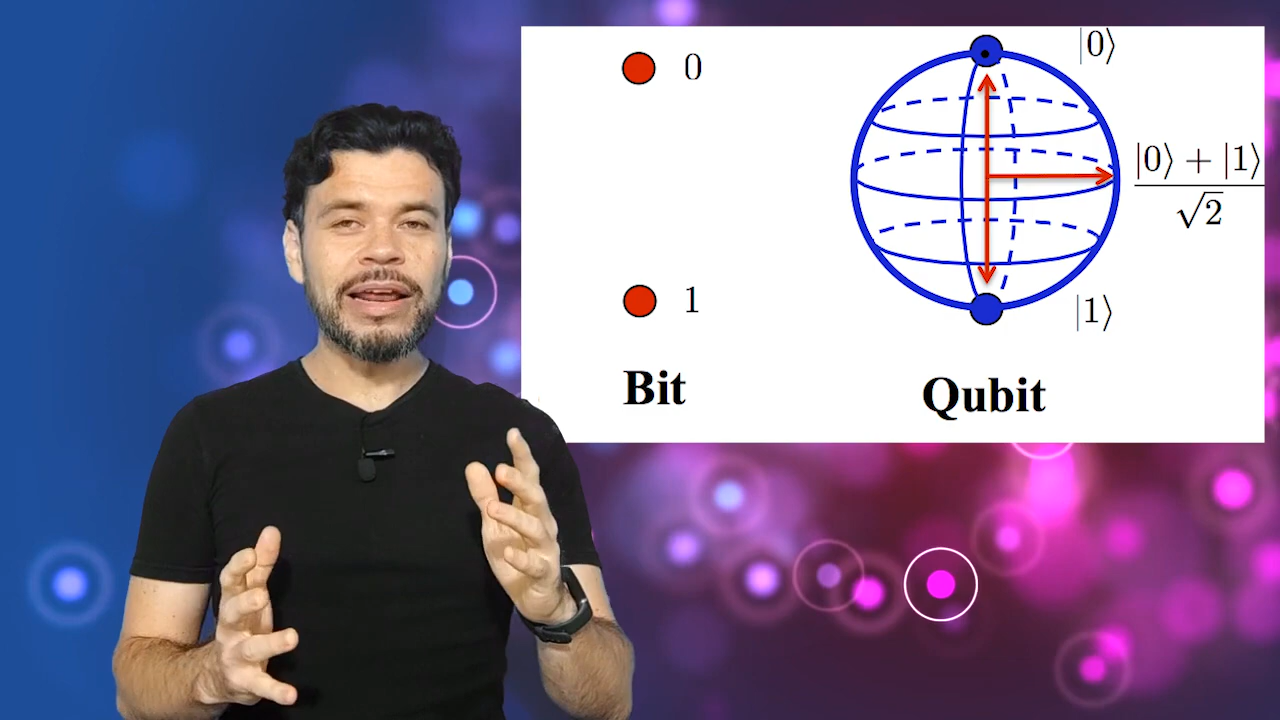 0
1
Bit
|0⟩
|0⟩ + |1⟩
√2
|1⟩
Qubit